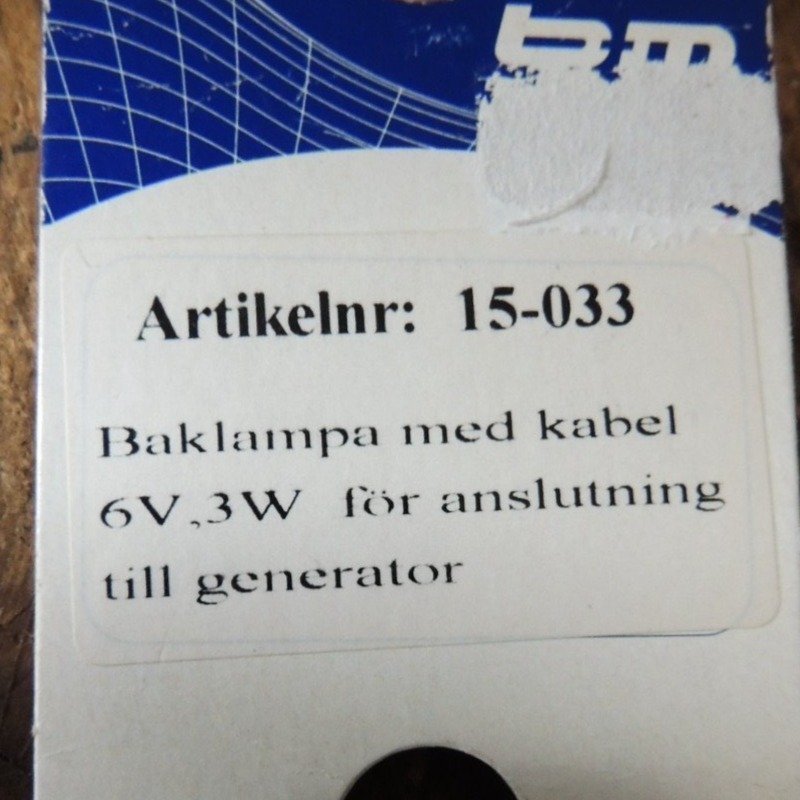 Artikelnr: 15-033
Baklampa med kabel
6V,3W för anslutning
till generator